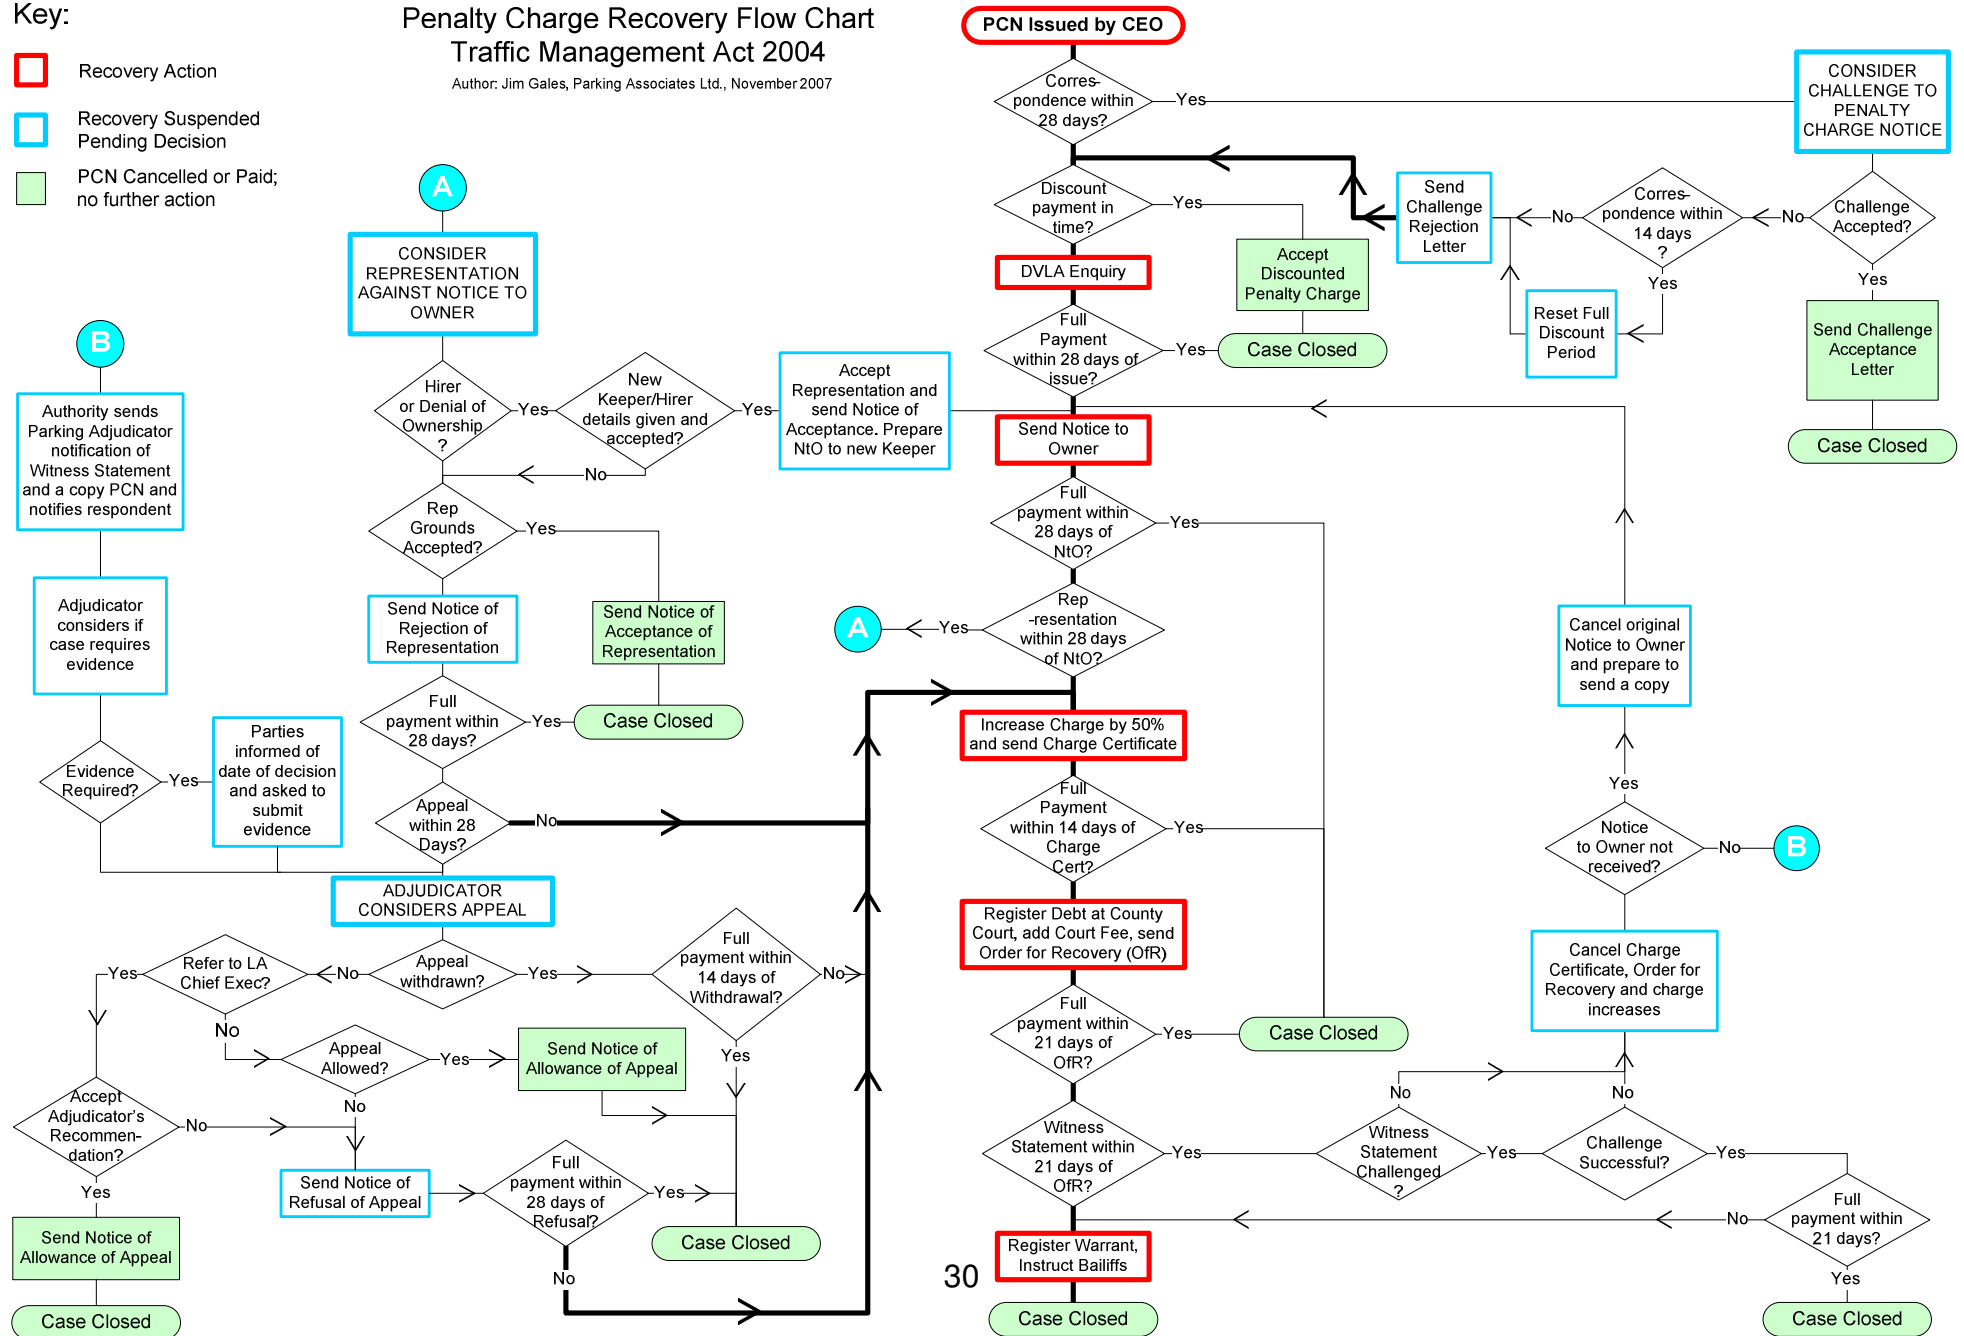 Key:
Recovery Action
Recovery Suspended
Pending Decision
PCN Cancelled or Paid;
no further action
Penalty Charge Recovery Flow Chart
Traffic Management Act 2004
Author: Jim Gales, Parking Associates Ltd., November 2007
PCN Issued by CEO
Corres-
pondence within
28 days?
Yes
CONSIDER
CHALLENGE TO
PENALTY
CHARGE NOTICE
Discount
payment in
time?
Yes
Send
Challenge
Rejection
Letter
No
Corres-
pondence within
14 days
?
No
Challenge
Accepted?
Yes
Yes
Reset Full
Discount
Period
Send Challenge
Acceptance
Letter
Case Closed
DVLA Enquiry
Accept
Discounted
Penalty Charge
Full
Payment
within 28 days of
issue?
Yes
Case Closed
A
CONSIDER
REPRESENTATION
AGAINST NOTICE TO
OWNER
Hirer
or Denial of
Ownership
?
Yes
New
Keeper/Hirer
details given and
accepted?
Yes
Accept
Representation and
send Notice of
Acceptance. Prepare
NtO to new Keeper
No
Send Notice to
Owner
B
Authority sends
Parking Adjudicator
notification of
Witness Statement
and a copy PCN and
notifies respondent
Adjudicator
considers if
case requires
evidence
Evidence
Required?
Yes
Parties
informed of
date of decision
and asked to
submit
evidence
Rep
Grounds
Accepted?
Yes
Send Notice of
Rejection of
Representation
Send Notice of
Acceptance of
Representation
Full
payment within
28 days?
Yes
Case Closed
Appeal
within 28
Days?
No
ADJUDICATOR
CONSIDERS APPEAL
Full
payment within
28 days of
NtO?
Yes
Rep
-resentation
within 28 days
of NtO?
Yes
A
Increase Charge by 50%
and send Charge Certificate
Full
Payment
within 14 days of
Charge
Cert?
Yes
Register Debt at County
Court, add Court Fee, send
Order for Recovery (OfR)
Full
payment within
21 days of
OfR?
Yes
Case Closed
Cancel original
Notice to Owner
and prepare to
send a copy
Yes
Notice
to Owner not
received?
No
B
Cancel Charge
Certificate, Order for
Recovery and charge
increases
No
No
Witness
Statement within
21 days of
OfR?
Yes
Witness
Statement
Challenged
?
Yes
Challenge
Successful?
Yes
Full
payment within
21 days?
No
Yes
Case Closed
Register Warrant,
Instruct Bailiffs
Case Closed
Yes
Refer to LA
Chief Exec?
No
Appeal
withdrawn?
Yes
Full
payment within
14 days of
Withdrawal?
No
Yes
No
Appeal
Allowed?
Yes
Send Notice of
Allowance of Appeal
No
Accept
Adjudicator's
Recommen-
dation?
No
Yes
Send Notice of
Refusal of Appeal
Full
payment within
28 days of
Refusal?
Yes
No
Case Closed
Send Notice of
Allowance of Appeal
Case Closed
30